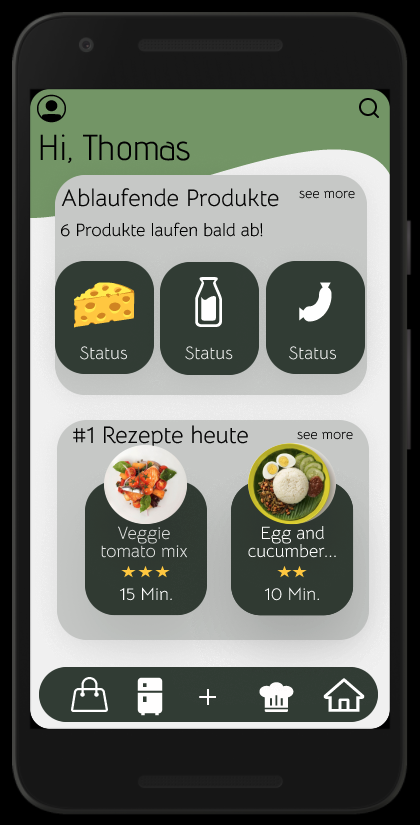 Hi, Thomas
Ablaufende Produkte see more
6 Produkte laufen bald ab!
Status Status Status
#1 Rezepte heute see more
Veggie
tomato mix
15 Min.
Egg and
cucumber...
10 Min.